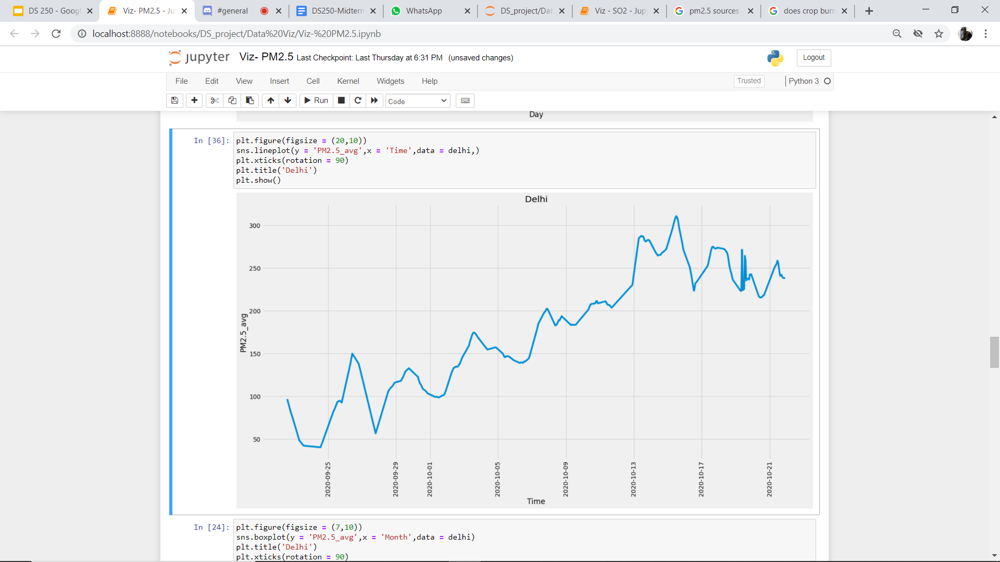 DS 250 - Googl
Viz- PM2.5 - Ju
#general
DS250-Midterm
WhatsApp
DS_project/Dat
Viz - SO2 - Jup
pm2.5 sources
does crop burn
localhost:8888/notebooks/DS_project/Data%20Viz/Viz-%20PM2.5.ipynb
jupyter Viz- PM2.5 Last Checkpoint: Last Thursday at 6:31 PM (unsaved changes)
Logout
File Edit View Insert Cell Kernel Widgets Help
Trusted
Python 3
Run
Code
Day
In [36]: plt.figure(figsize = (20,10))
sns.lineplot(y = 'PM2.5_avg',x = 'Time',data = delhi,)
plt.xticks(rotation = 90)
plt.title('Delhi')
plt.show()
Delhi
300
250
200
150
100
50
PM2.5_avg
2020-09-25
2020-09-29
2020-10-01
2020-10-05
2020-10-09
2020-10-13
2020-10-17
2020-10-21
Time
In [24]: plt.figure(figsize = (7,10))
sns.boxplot(y = 'PM2.5_avg',x = 'Month',data = delhi)
plt.title('Delhi')
plt.xticks(rotation = 90)